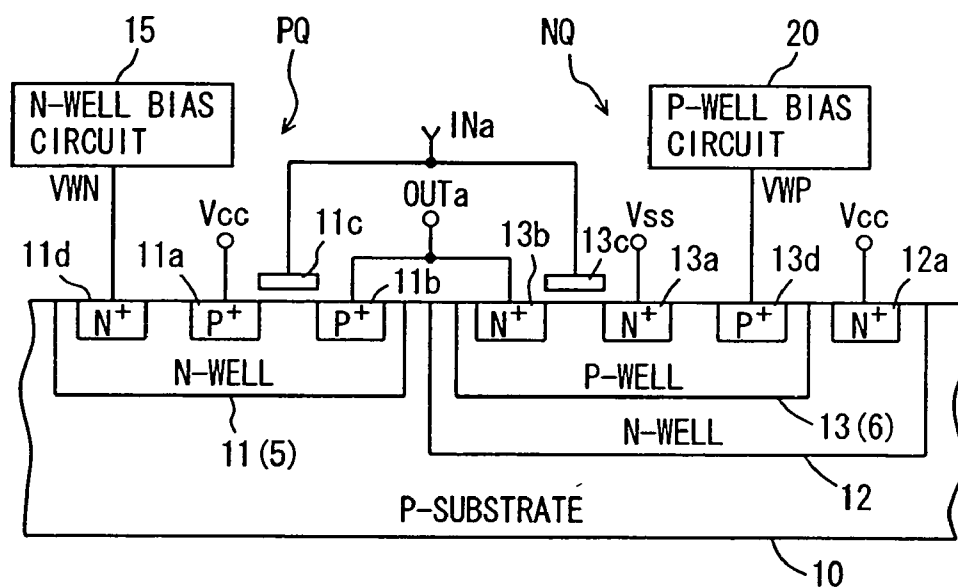 15
PQ
NQ
20
N-WELL BIAS
CIRCUIT
P-WELL BIAS
CIRCUIT
INa
VWN
OUTa
VWP
Vcc
11c
Vss
Vcc
11d
11a
11b
13b
13c
13a
13d
12a
N+
P+
P+
N+
N+
P+
N+
N-WELL
P-WELL
11(5)
N-WELL
13(6)
12
P-SUBSTRATE
10